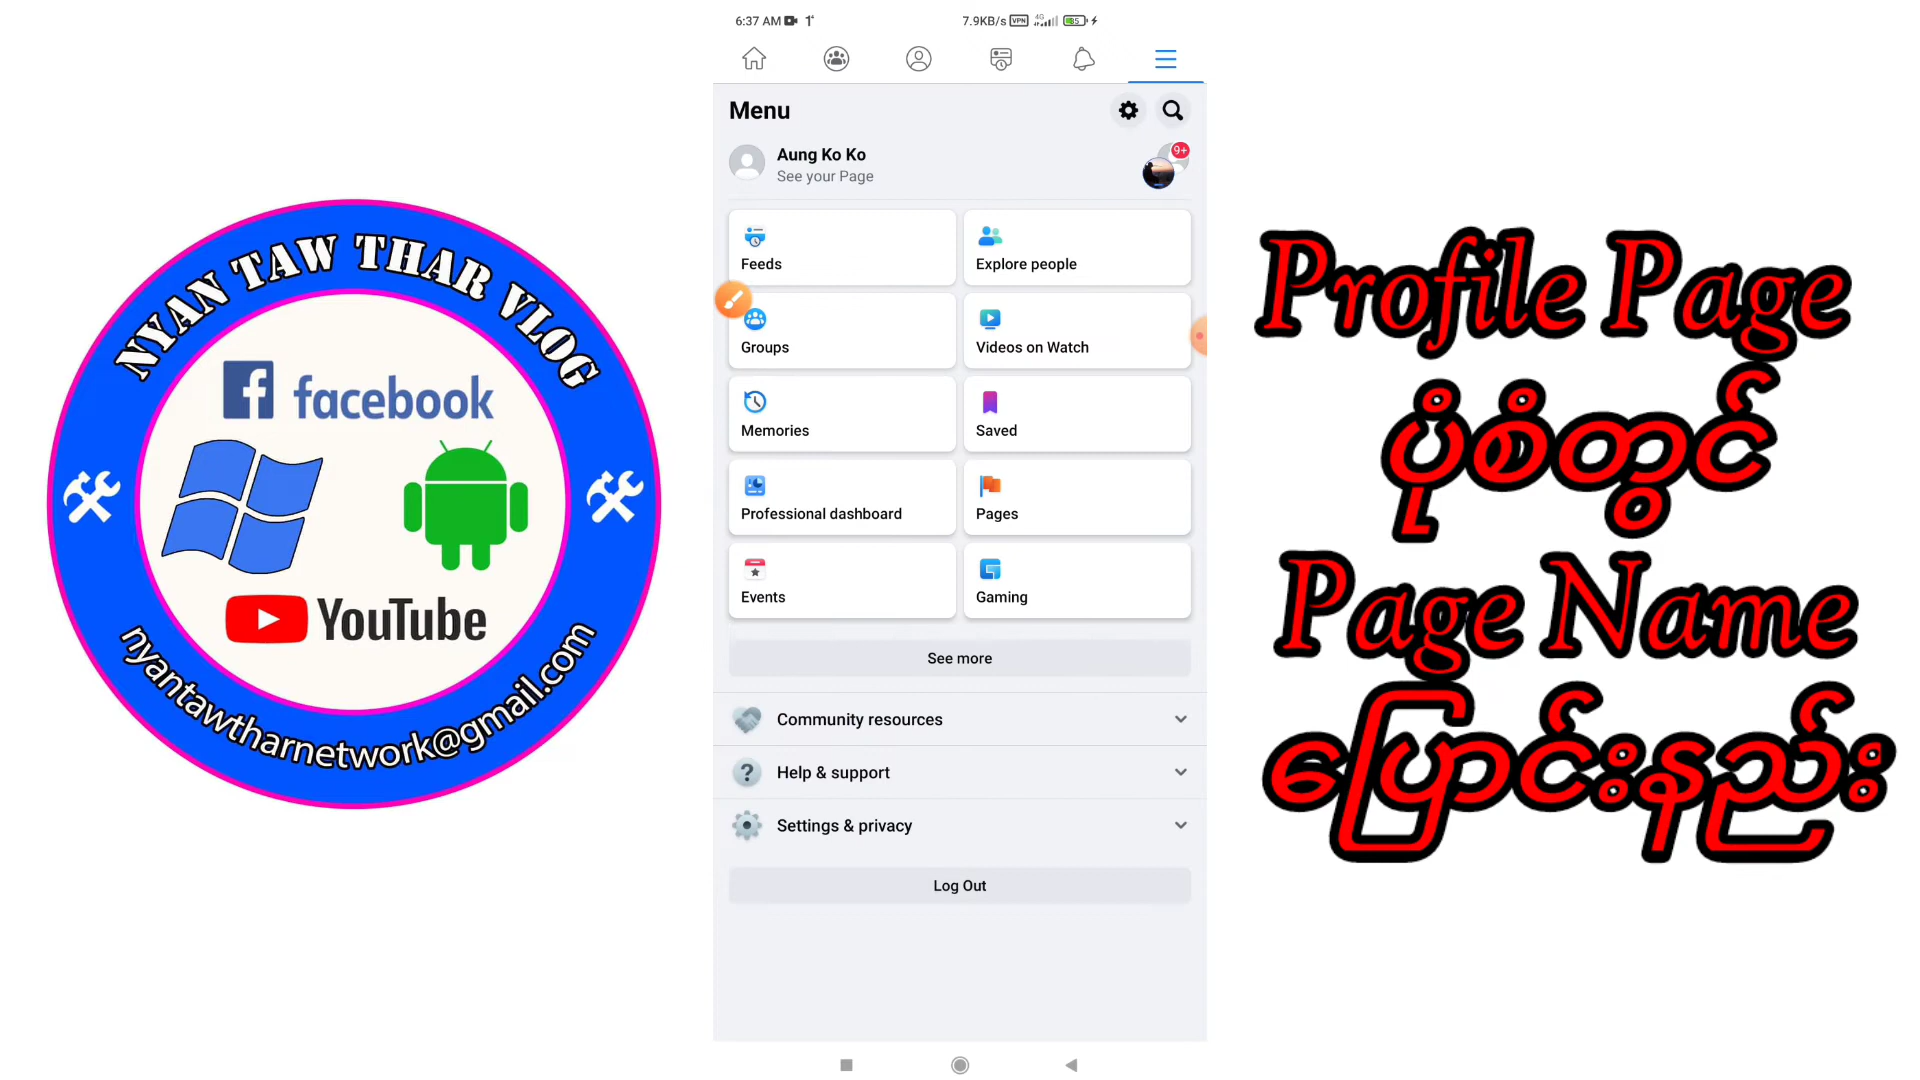 NYAN TAW THAR VLOG
facebook
YouTube
nyantawtharnetwork@gmail.com
6:37 AM
7.9KB/s VPN 4G 85
Menu
Aung Ko Ko
See your Page
9+
Feeds
Explore people
Groups
Videos on Watch
Memories
Saved
Professional dashboard
Pages
Events
Gaming
See more
Community resources
Help & support
Settings & privacy
Log Out
Profile Page
ပုံစံတွင်
Page Name
ပြောင်းနည်း